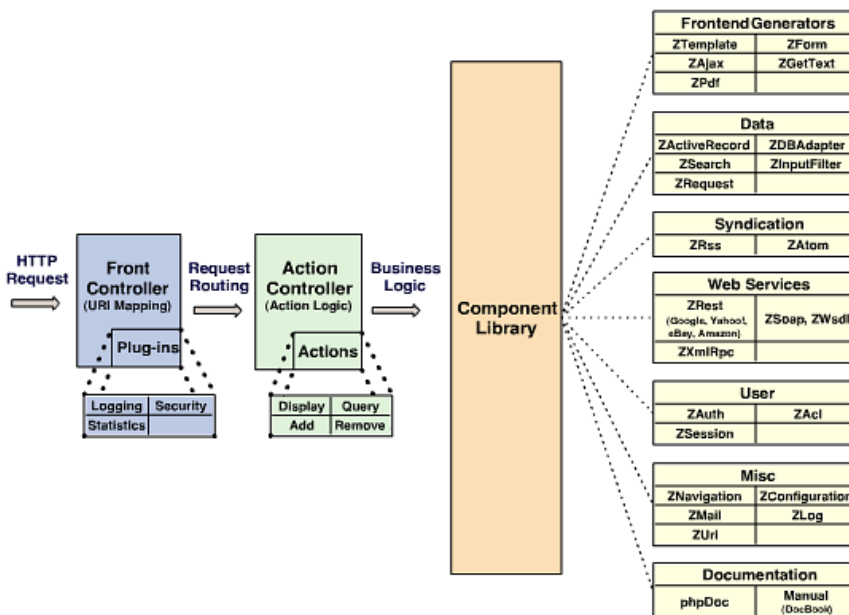 HTTP
Request
Front
Controller
(URI Mapping)
Plug-ins
Logging Security
Statistics
Request
Routing
Action
Controller
(Action Logic)
Actions
Display Query
Add Remove
Business
Logic
Component
Library
Frontend Generators
ZTemplate ZForm
ZAjax ZGetText
ZPdf
Data
ZActiveRecord ZDBAdapter
ZSearch ZInputFilter
ZRequest
Syndication
ZRss ZAtom
Web Services
ZRest
(Google, Yahoo!,
eBay, Amazon)
ZSoap, ZWsdl
ZXmlRpc
User
ZAuth ZAcl
ZSession
Misc
ZNavigation ZConfiguration
ZMail ZLog
ZUri
Documentation
phpDoc
Manual
(DocBook)